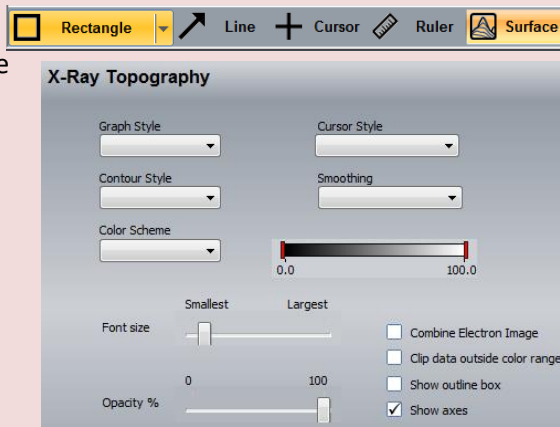 Rectangle Line Cursor Ruler Surface
e
X-Ray Topography
Graph Style Cursor Style
Contour Style Smoothing
Color Scheme
0.0 100.0
Smallest Largest
Font size
Combine Electron Image
Clip data outside color range
0 100
Show outline box
Opacity %
Show axes